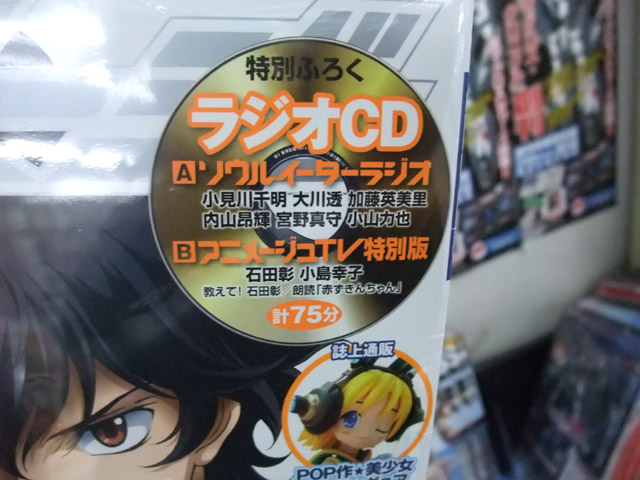 特別ふろく
ラジオCD
A ソウルイーターラジオ
小見川千明 大川透 加藤英美里
内山昂輝 宮野真守 小山力也
B アニメージュTV特別版
石田彰 小島幸子
教えて！石田彰／朗読「赤ずきんちゃん」
計75分
誌上通販
POP作★美少女